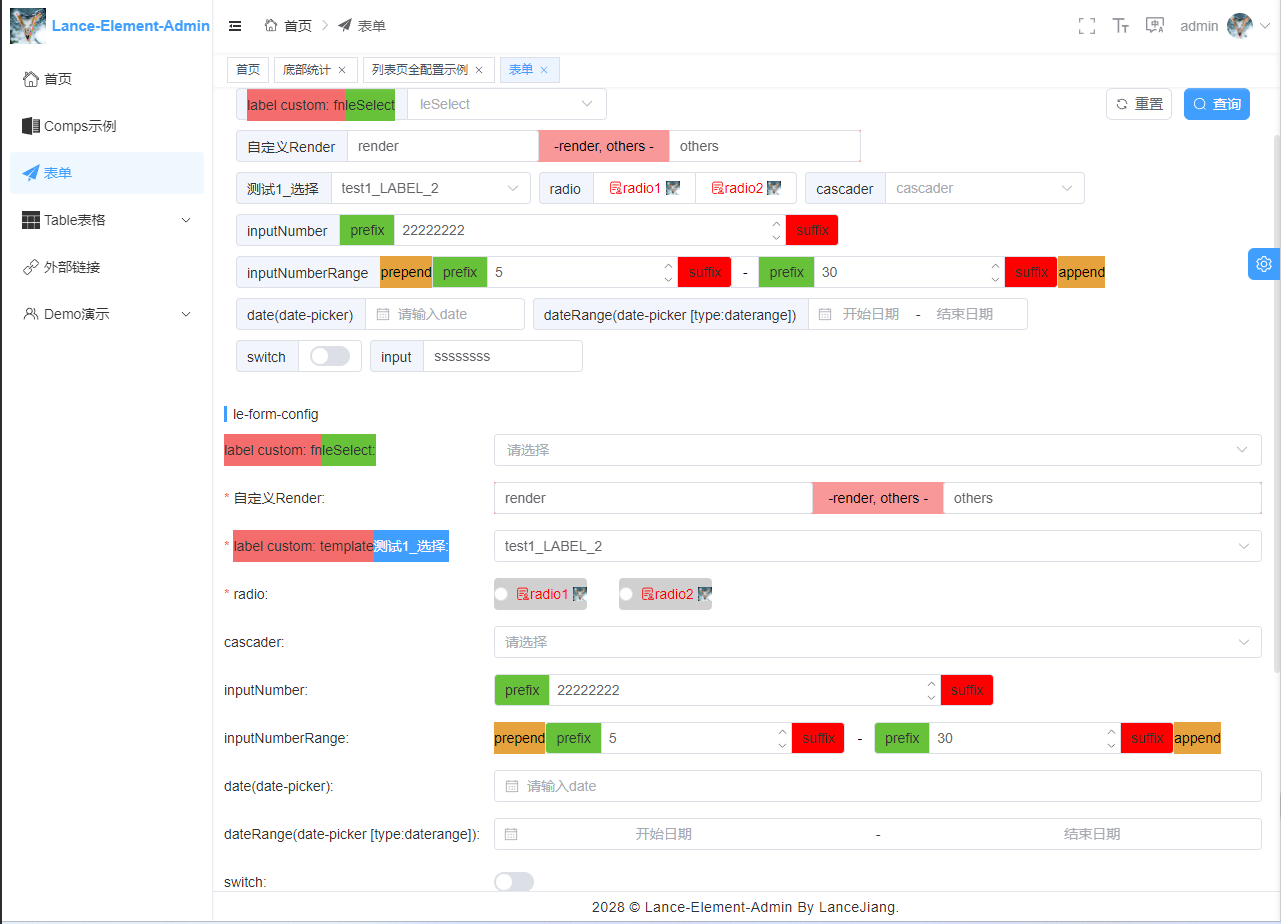 Lance-Element-Admin
首页
Comps示例
表单
Table表格
外部链接
Demo演示
首页 表单 admin
首页 底部统计 列表页全配置示例 表单
label custom: fnleSelect leSelect 重置 查询
自定义Render render -render, others - others
测试1_选择 test1_LABEL_2 radio radio1 radio2 cascader cascader
inputNumber prefix 22222222 suffix
inputNumberRange prepend prefix 5 suffix - prefix 30 suffix append
date(date-picker) 请输入date dateRange(date-picker [type:daterange]) 开始日期 - 结束日期
switch input ssssssss
le-form-config
label custom: fnleSelect: 请选择
* 自定义Render: render -render, others - others
* label custom: template测试1_选择: test1_LABEL_2
* radio: radio1 radio2
cascader: 请选择
inputNumber: prefix 22222222 suffix
inputNumberRange: prepend prefix 5 suffix - prefix 30 suffix append
date(date-picker): 请输入date
dateRange(date-picker [type:daterange]): 开始日期 - 结束日期
switch:
2028 © Lance-Element-Admin By LanceJiang.